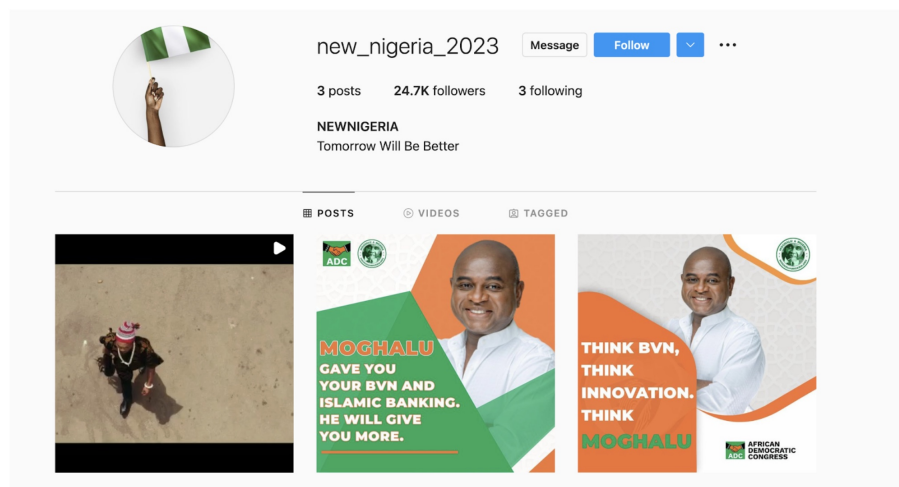 new_nigeria_2023
Message
Follow
3 posts
24.7K followers
3 following
NEWNIGERIA
Tomorrow Will Be Better
POSTS
VIDEOS
TAGGED
ADC
MOGHALU
GAVE YOU
YOUR BVN AND
ISLAMIC BANKING.
HE WILL GIVE
YOU MORE.
THINK BVN,
THINK
INNOVATION.
THINK
MOGHALU
ADC
AFRICAN
DEMOCRATIC
CONGRESS